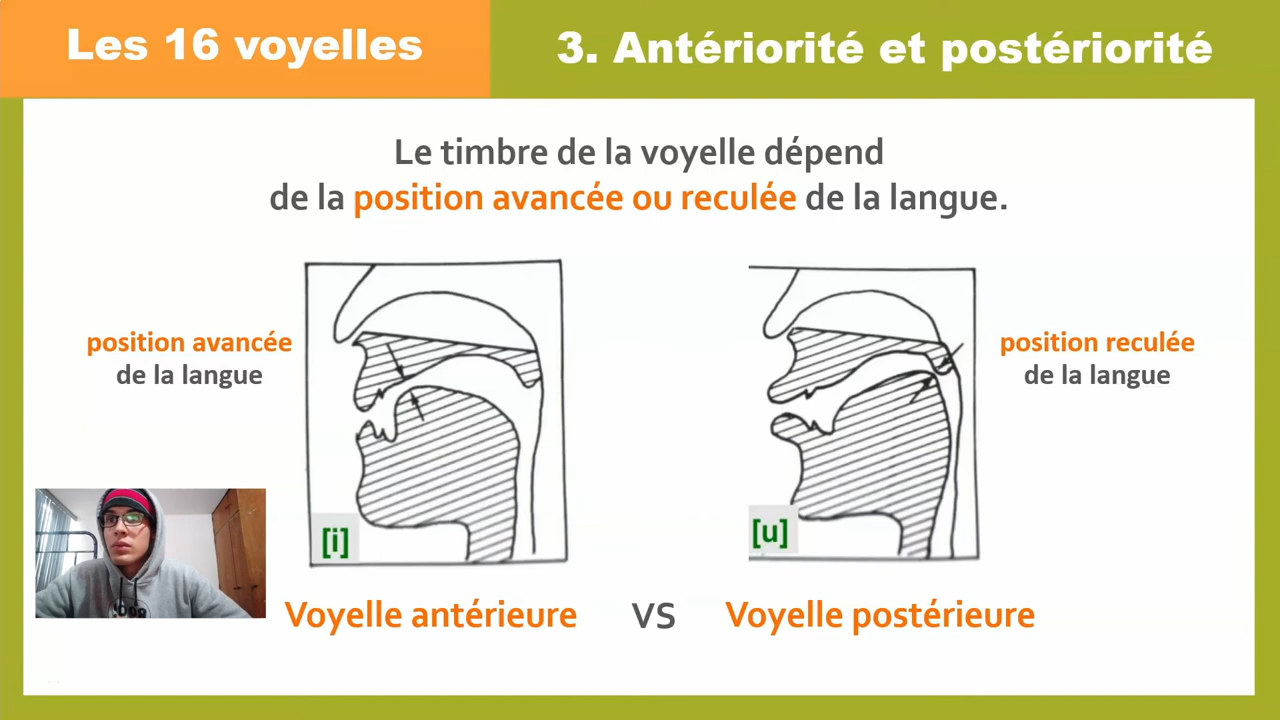 Les 16 voyelles
3. Antériorité et postériorité
Le timbre de la voyelle dépend
de la position avancée ou reculée de la langue.
position avancée
de la langue
position reculée
de la langue
[i]
[u]
Voyelle antérieure
VS
Voyelle postérieure